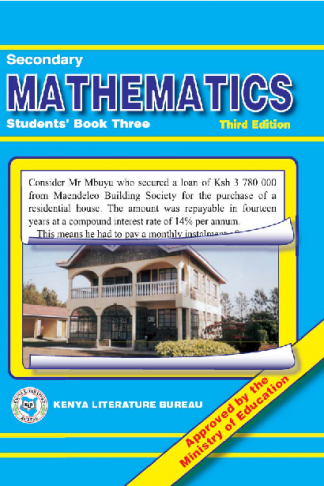 Secondary
MATHEMATICS
Students' Book Three
Third Edition
Consider Mr Mbuyu who secured a loan of Ksh 3 780 000
from Maendeleo Building Society for the purchase of a
residential house. The amount was repayable in fourteen
years at a compound interest rate of 14% per annum.
This means he had to pay a monthly instalment
KENYA LITERATURE BUREAU
Approved by the
Ministry of Education